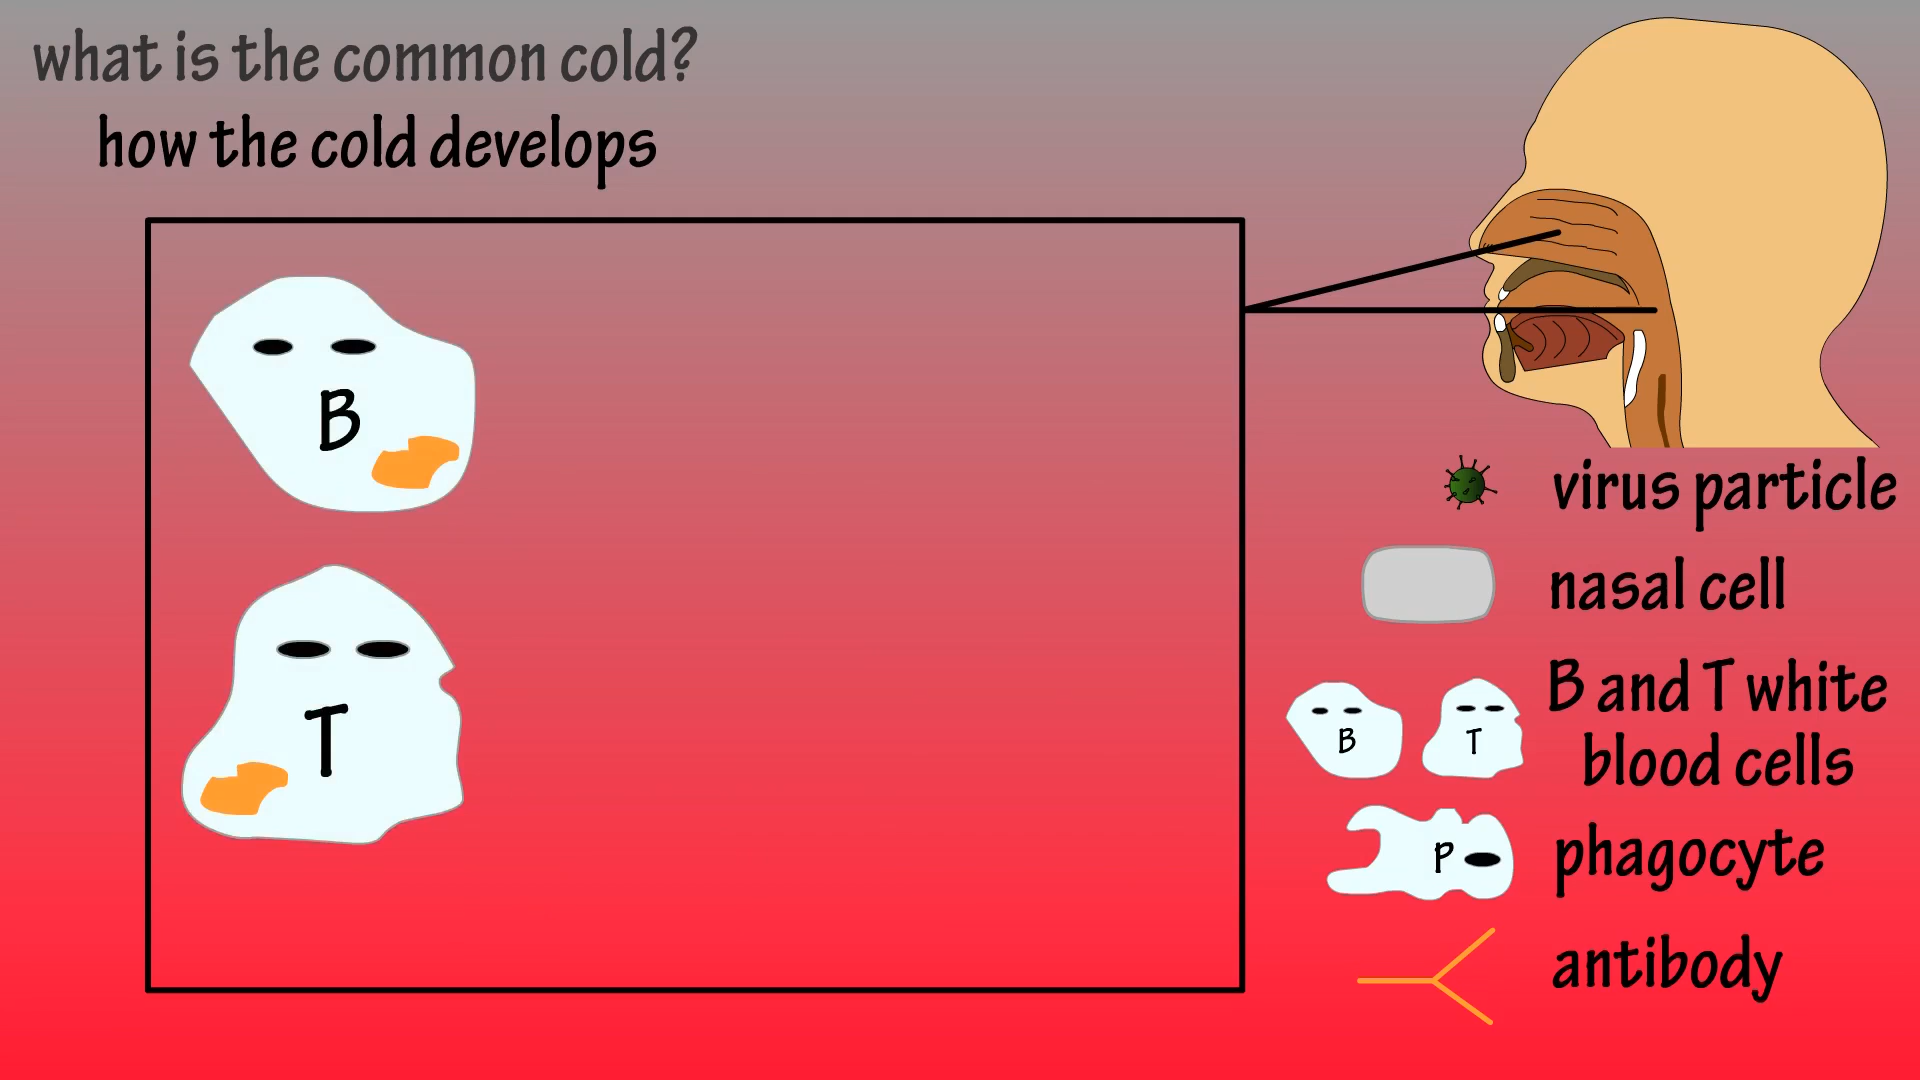 what is the common cold?
how the cold develops
B
T
virus particle
nasal cell
B and T white
blood cells
B
T
P
phagocyte
antibody